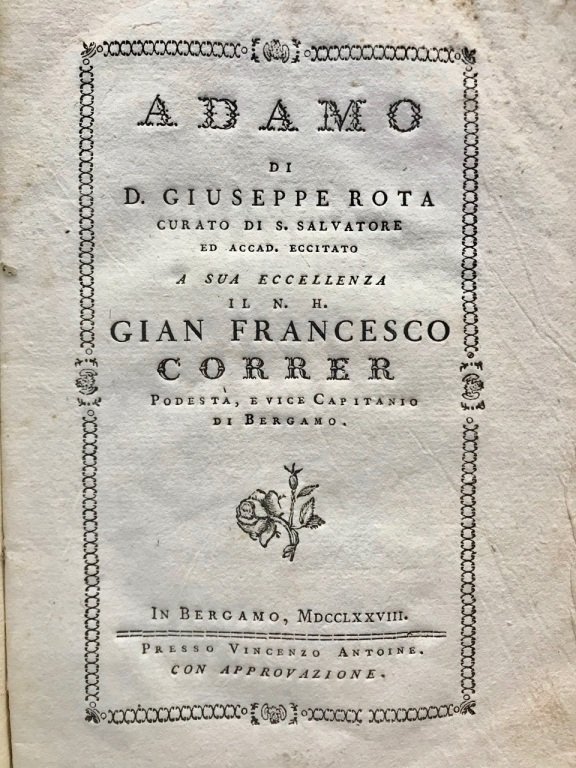 ADAMO
DI
D. GIUSEPPE ROTA
CURATO DI S. SALVATORE
ED ACCAD. ECCITATO
A SUA ECCELLENZA
IL N. H.
GIAN FRANCESCO
CORRER
PODESTÀ, E VICE CAPITANIO
DI BERGAMO.
IN BERGAMO, MDCCLXXVIII.
PRESSO VINCENZO ANTOINE.
CON APPROVAZIONE.